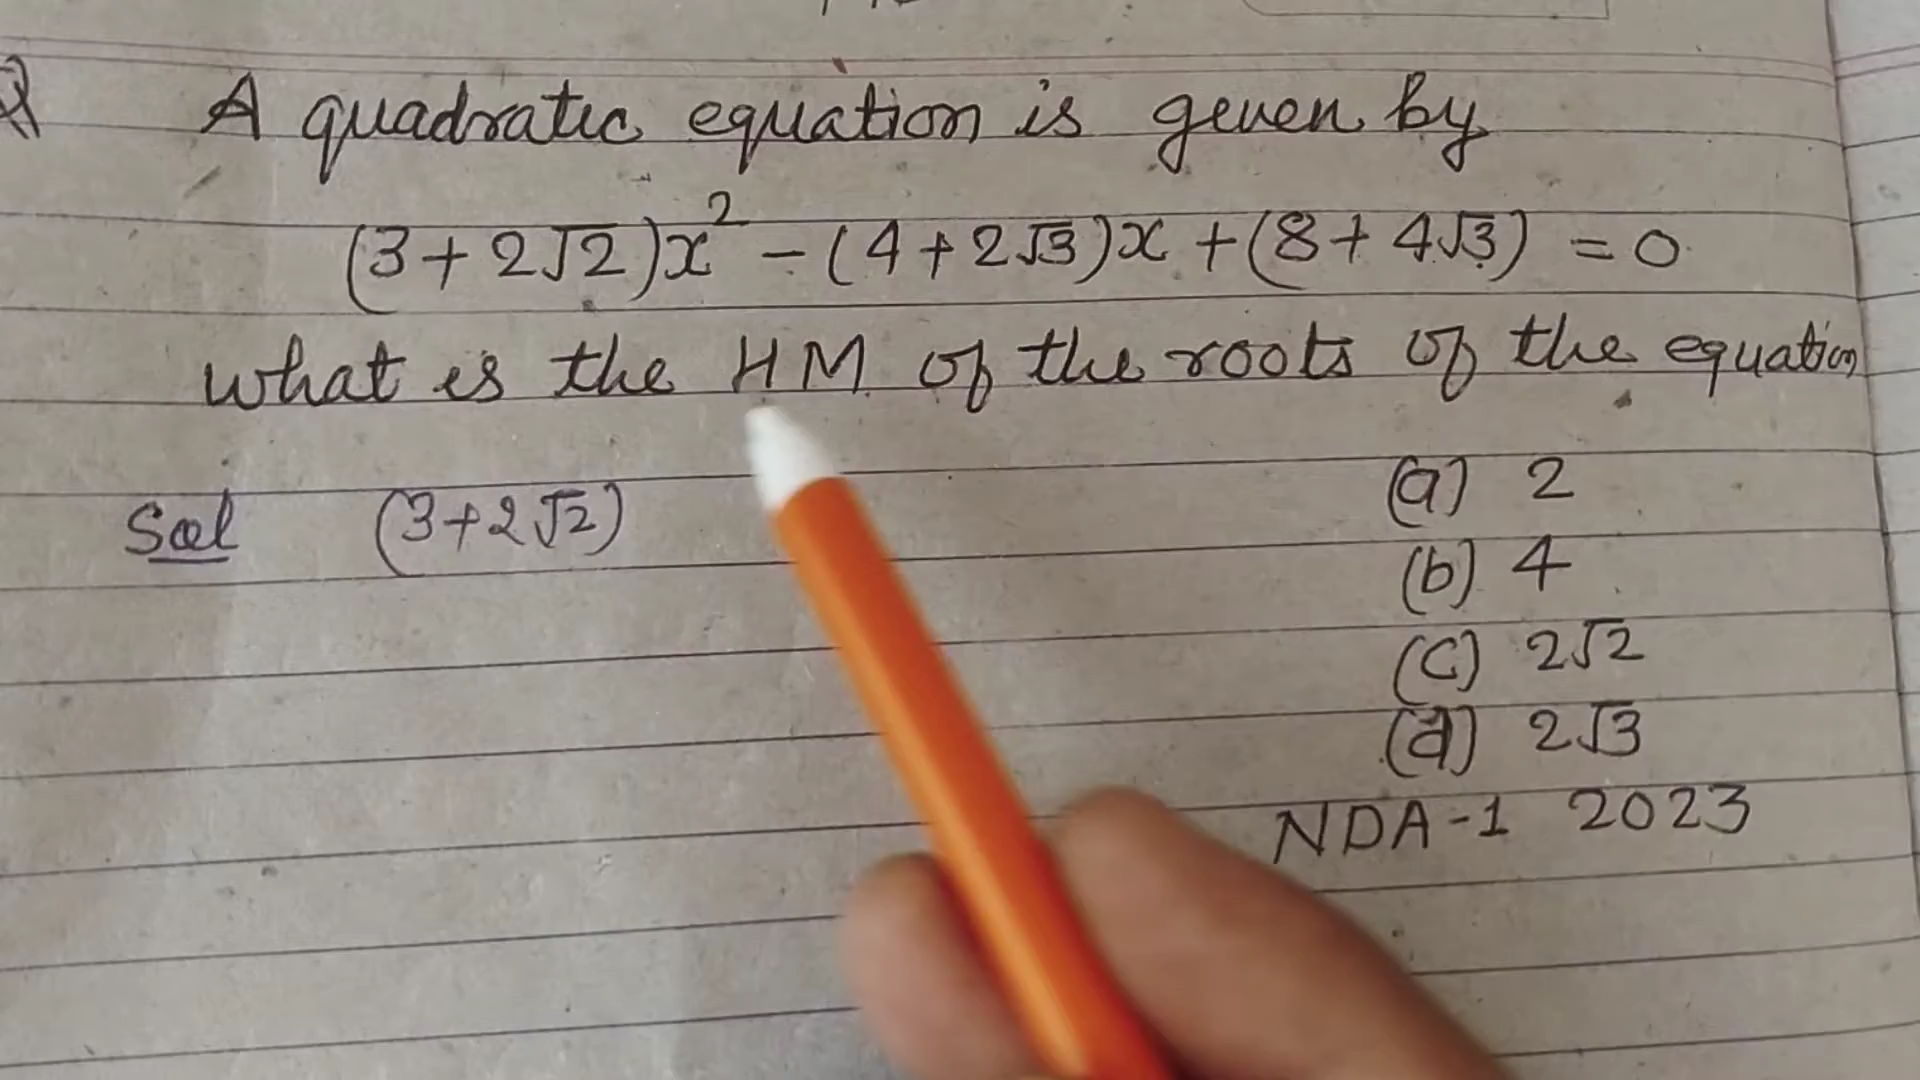 Q A quadratic equation is given by
(3+2√2)x² - (4+2√3)x + (8+4√3) = 0
what is the HM of the roots of the equation
Sol (3+2√2)
(a) 2
(b) 4
(c) 2√2
(d) 2√3
NDA-1 2023